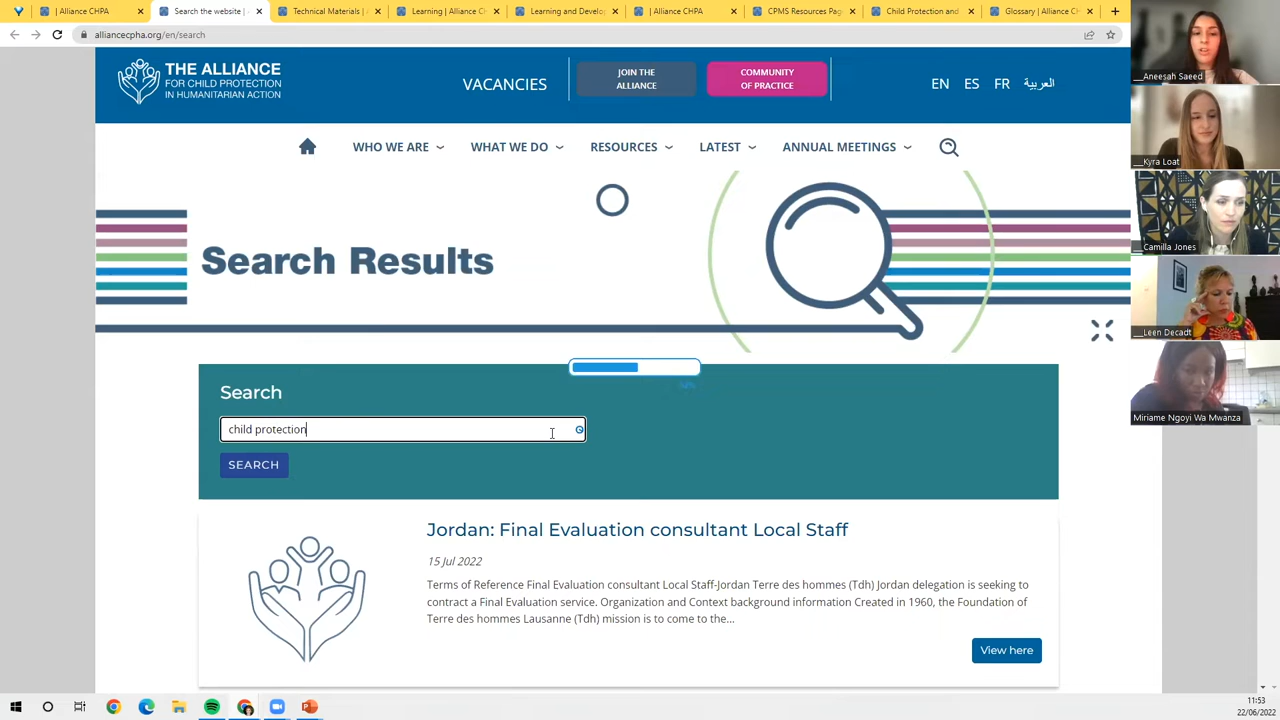 | Alliance CHPA
Search the website |
Technical Materials |
Learning | Alliance C
Learning and Develo
| Alliance CHPA
CPMS Resources Pag
Child Protection and
Glossary | Alliance C
alliancecpha.org/en/search
THE ALLIANCE
FOR CHILD PROTECTION
IN HUMANITARIAN ACTION
VACANCIES
JOIN THE
ALLIANCE
COMMUNITY
OF PRACTICE
EN ES FR العربية
WHO WE ARE WHAT WE DO RESOURCES LATEST ANNUAL MEETINGS
Search Results
Search
child protection
SEARCH
Jordan: Final Evaluation consultant Local Staff
15 Jul 2022
Terms of Reference Final Evaluation consultant Local Staff-Jordan Terre des hommes (Tdh) Jordan delegation is seeking to
contract a Final Evaluation service. Organization and Context background information Created in 1960, the Foundation of
Terre des hommes Lausanne (Tdh) mission is to come to the...
View here
__Aneesah Saeed
__Kyra Loat
__Camilla Jones
__Leen Decadt
Miriame Ngoyi Wa Mwanza
11:53
22/06/2022